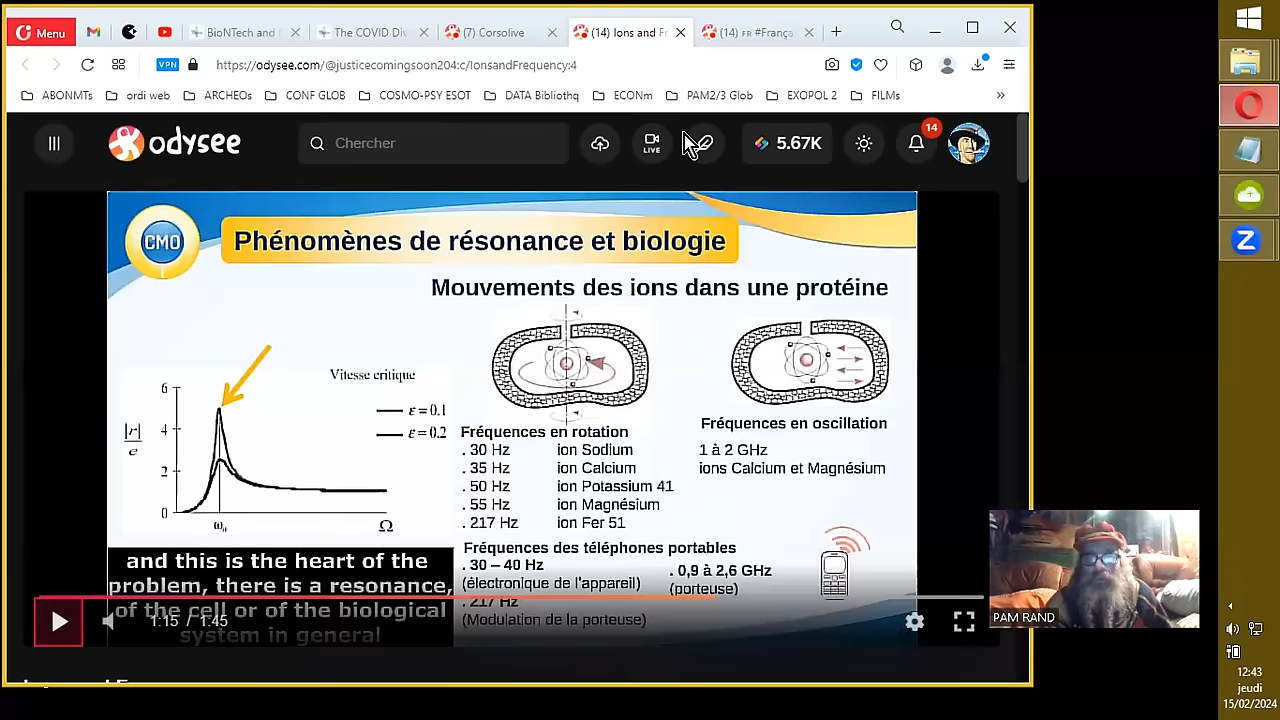 Menu
BioNTech and
The COVID Div
(7) Corsolive
(14) Ions and Fr
(14) FR #França
VPN
https://odysee.com/@justicecomingsoon204:c/IonsandFrequency:4
ABONMTs
ordi web
ARCHEOs
CONF GLOB
COSMO-PSY ESOT
DATA Bibliothq
ECONm
PAM2/3 Glob
EXOPOL 2
FILMs
»
odysee
Chercher
LIVE
5.67K
14
CMO
Phénomènes de résonance et biologie
Mouvements des ions dans une protéine
Vitesse critique
ε = 0.1
ε = 0.2
|r|
e
6
4
2
0
ω₀
Ω
Fréquences en rotation
. 30 Hz ion Sodium
. 35 Hz ion Calcium
. 50 Hz ion Potassium 41
. 55 Hz ion Magnésium
. 217 Hz ion Fer 51
Fréquences en oscillation
1 à 2 GHz
ions Calcium et Magnésium
Fréquences des téléphones portables
. 30 – 40 Hz
(électronique de l'appareil)
. 217 Hz
(Modulation de la porteuse)
. 0,9 à 2,6 GHz
(porteuse)
and this is the heart of the
problem, there is a resonance,
of the cell or of the biological
system in general
1:15 / 1:45
PAM RAND
Z
12:43
jeudi
15/02/2024